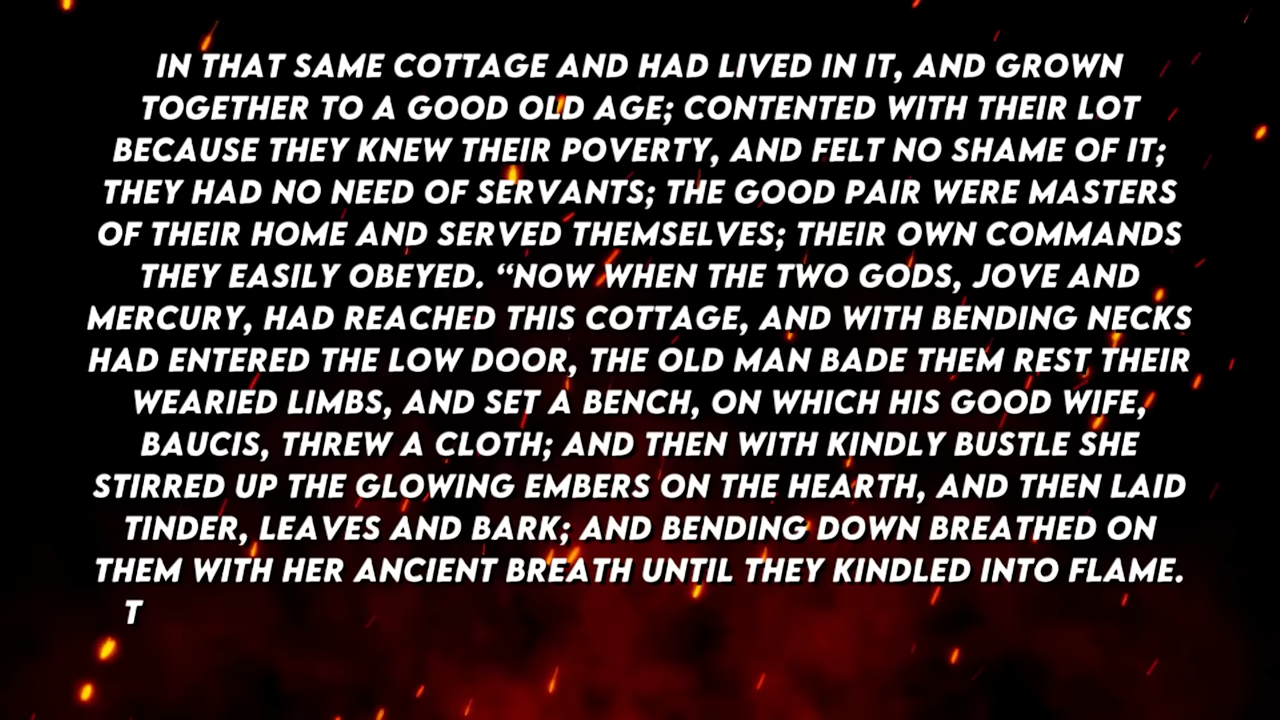 IN THAT SAME COTTAGE AND HAD LIVED IN IT, AND GROWN
TOGETHER TO A GOOD OLD AGE; CONTENTED WITH THEIR LOT
BECAUSE THEY KNEW THEIR POVERTY, AND FELT NO SHAME OF IT;
THEY HAD NO NEED OF SERVANTS; THE GOOD PAIR WERE MASTERS
OF THEIR HOME AND SERVED THEMSELVES; THEIR OWN COMMANDS
THEY EASILY OBEYED. “NOW WHEN THE TWO GODS, JOVE AND
MERCURY, HAD REACHED THIS COTTAGE, AND WITH BENDING NECKS
HAD ENTERED THE LOW DOOR, THE OLD MAN BADE THEM REST THEIR
WEARIED LIMBS, AND SET A BENCH, ON WHICH HIS GOOD WIFE,
BAUCIS, THREW A CLOTH; AND THEN WITH KINDLY BUSTLE SHE
STIRRED UP THE GLOWING EMBERS ON THE HEARTH, AND THEN LAID
TINDER, LEAVES AND BARK; AND BENDING DOWN BREATHED ON
THEM WITH HER ANCIENT BREATH UNTIL THEY KINDLED INTO FLAME.
T